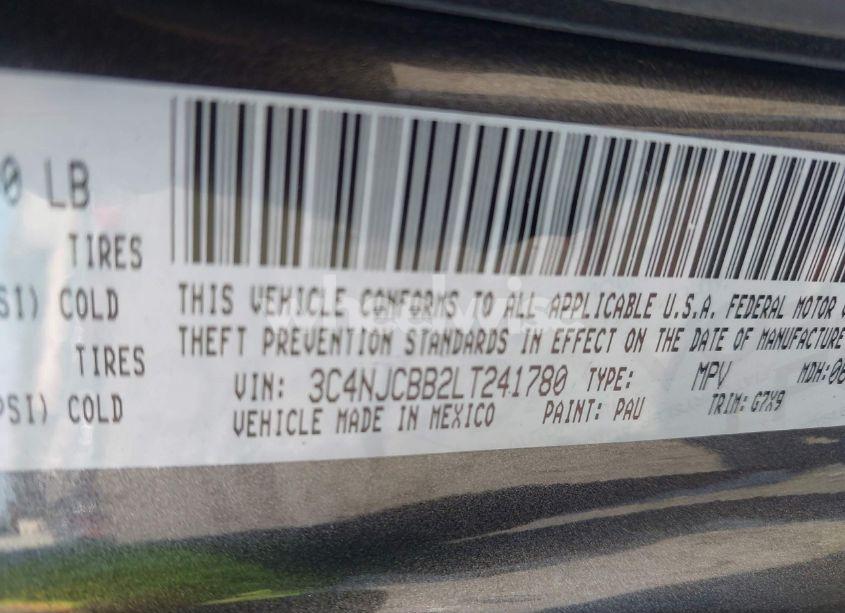 0 LB
TIRES
SI) COLD
TIRES
PSI) COLD
THIS VEHICLE CONFORMS TO ALL APPLICABLE U.S.A. FEDERAL MOTOR V
THEFT PREVENTION STANDARDS IN EFFECT ON THE DATE OF MANUFACTURE
VIN: 3C4NJCBB2LT241780 TYPE: MPV MDH:06
VEHICLE MADE IN MEXICO PAINT: PAU TRIM: G7X9